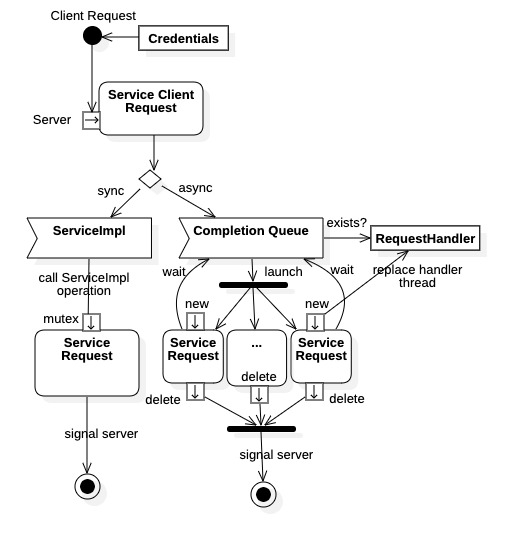 Client Request
Credentials
Service Client
Request
Server
sync
async
ServiceImpl
Completion Queue
exists?
RequestHandler
call ServiceImpl
operation
wait
launch
wait
replace handler
thread
mutex
new
new
Service
Request
Service
Request
...
Service
Request
delete
delete
delete
signal server
signal server